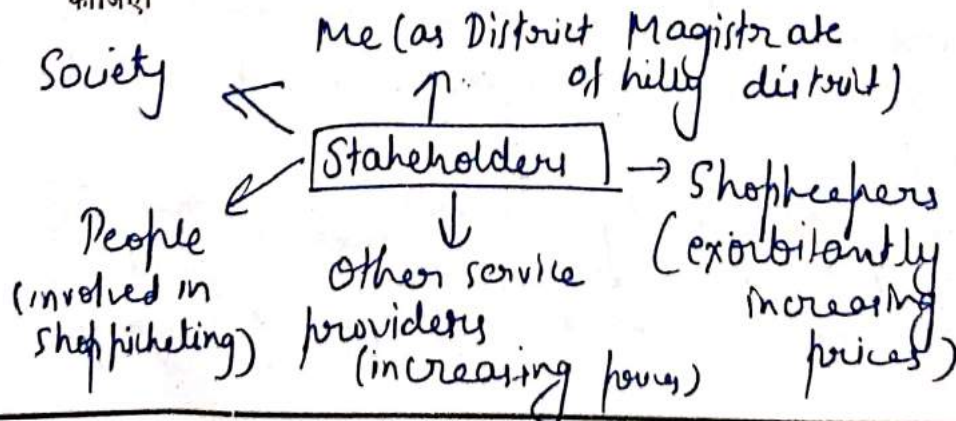 कीजिए।
Me (as District Magistrate
of hilly district)
Society
Stakeholders
Shopkeepers
(exorbitantly
increasing
prices)
People
(involved in
shop picketing)
Other service
providers
(increasing prices)